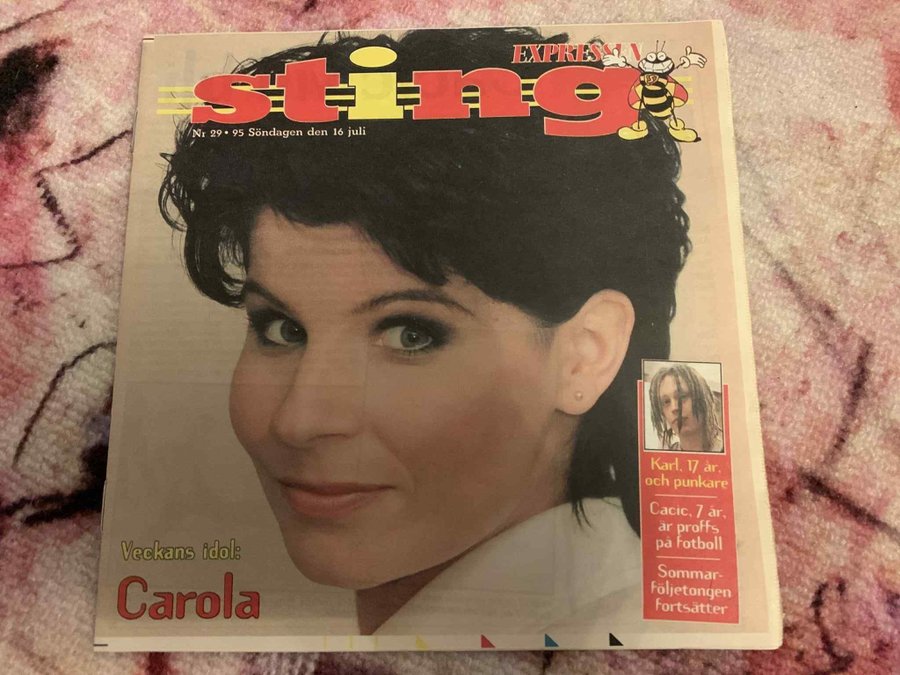 EXPRESSEN
sting
Nr 29 • 95 Söndagen den 16 juli
Karl, 17 år,
och punkare
Cacic, 7 år,
är proffs
på fotboll
Sommar-
följetongen
fortsätter
Veckans idol:
Carola